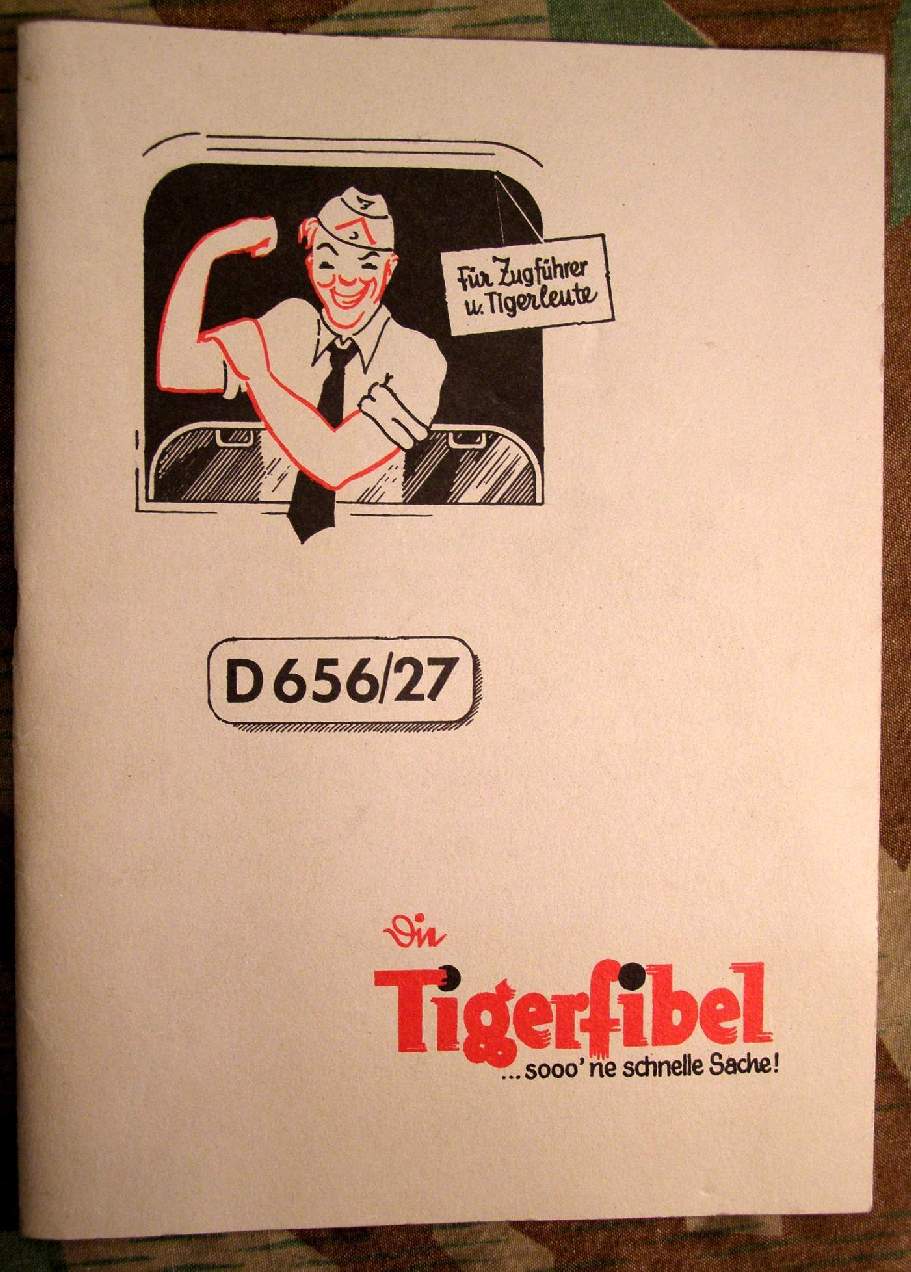 Für Zugführer
u. Tigerleute
D 656/27
Die
Tigerfibel
...sooo' ne schnelle Sache!